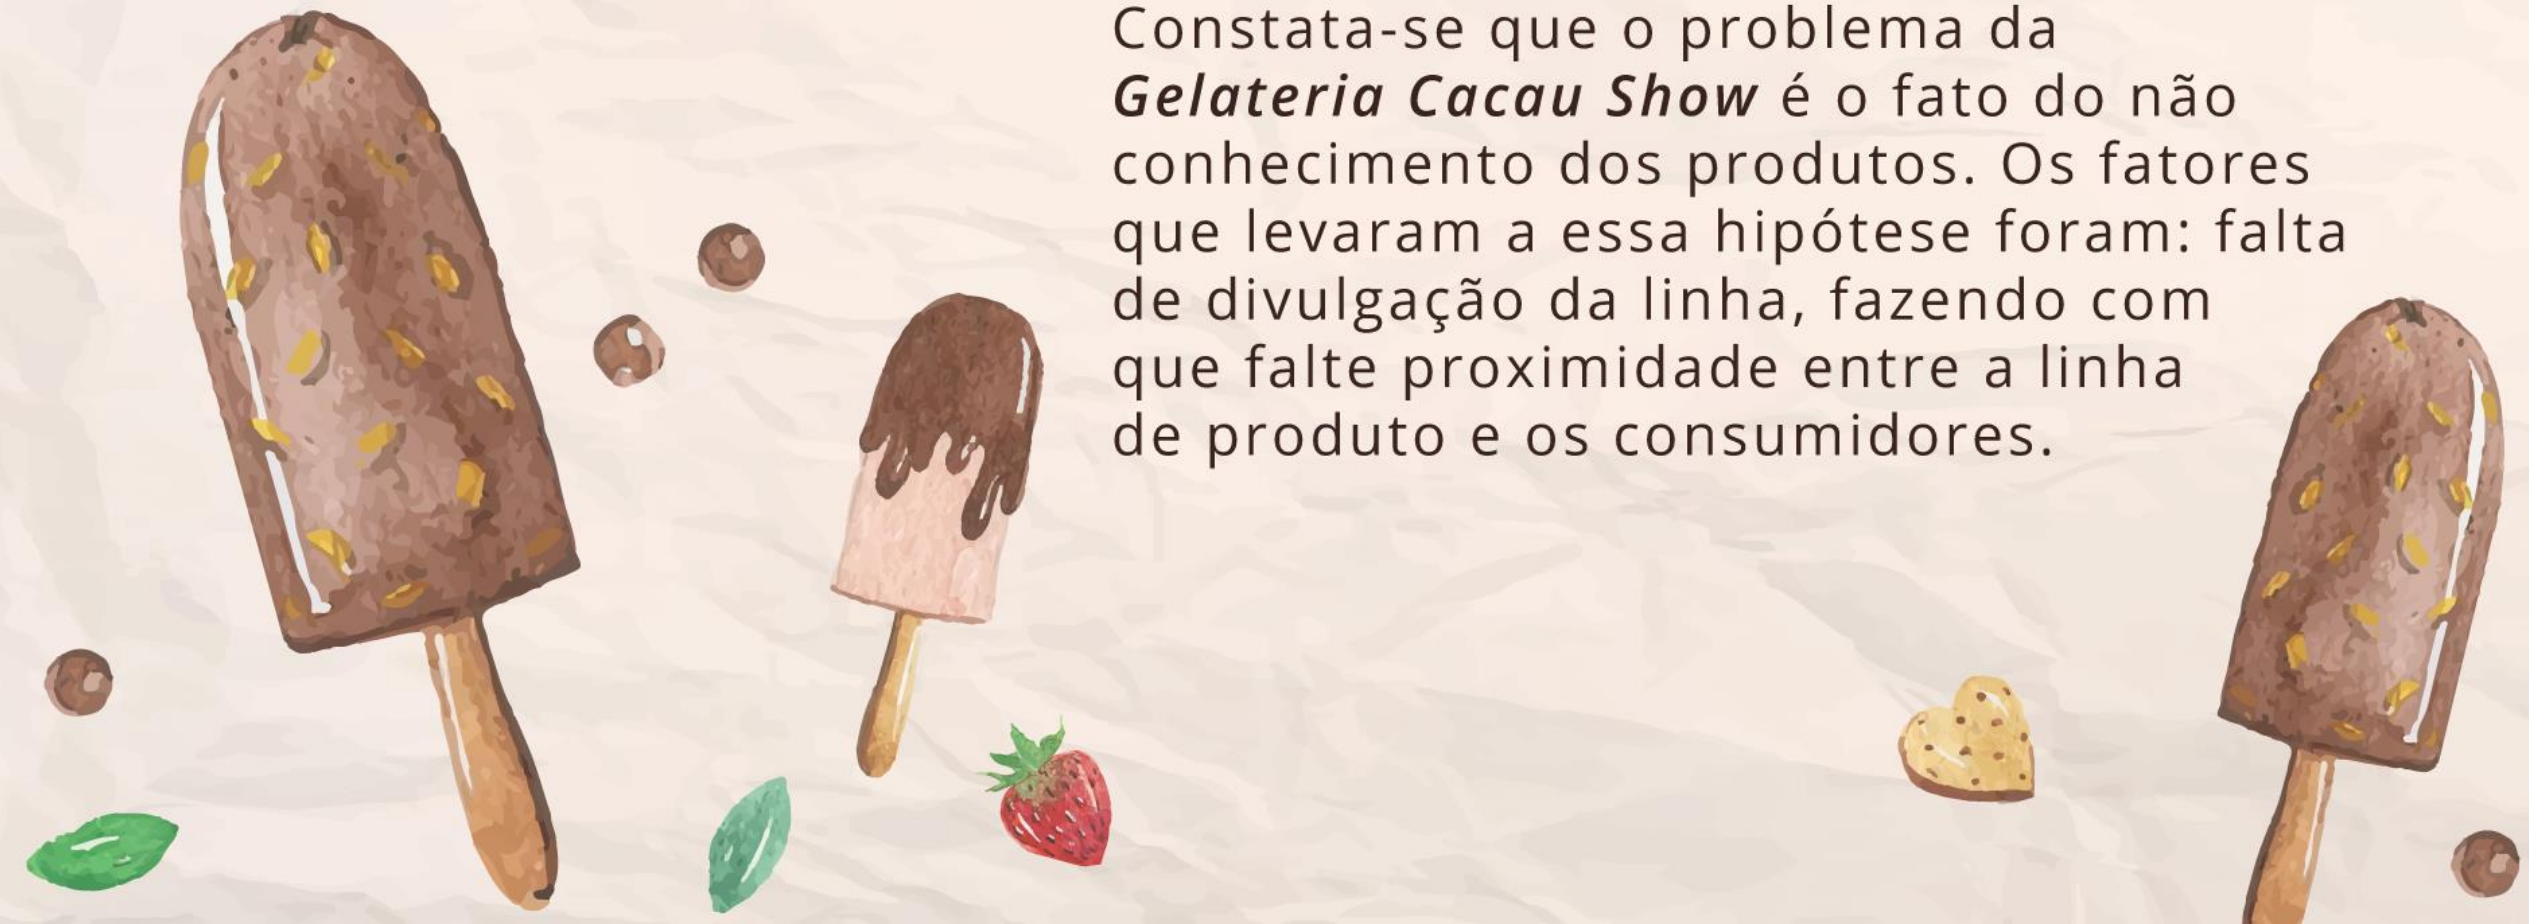 Constata-se que o problema da
Gelateria Cacau Show é o fato do não
conhecimento dos produtos. Os fatores
que levaram a essa hipótese foram: falta
de divulgação da linha, fazendo com
que falte proximidade entre a linha
de produto e os consumidores.